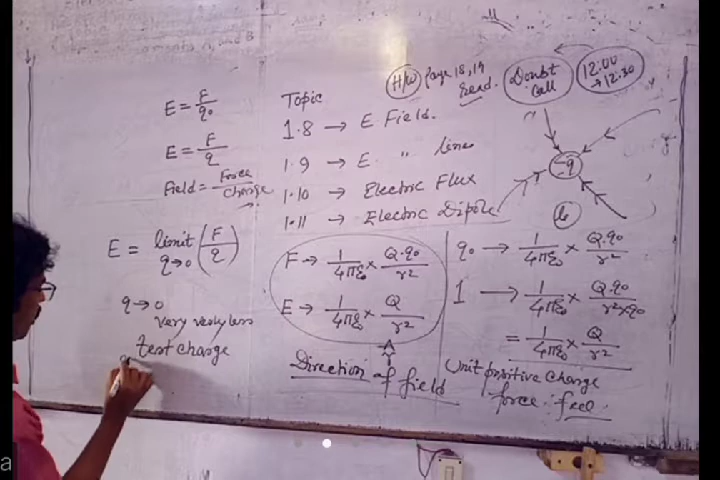 E = F/q₀
E = F/q
Field = Force/Charge
E = limit q→0 (F/q)
q → 0
very very less
test charge
Topic
1.8 → E Field.
1.9 → E. " lines
1.10 → Electric Flux
1.11 → Electric Dipole
F → 1/4πε₀ × Q.q₀/r²
E → 1/4πε₀ × Q/r²
Direction of field
H/W page 18,19
Read.
Doubt
Call
12:00
→ 12:30
-q
b
q₀ → 1/4πε₀ × Q.q₀/r²
1 → 1/4πε₀ × Q.q₀/r²×q₀
= 1/4πε₀ × Q/r²
Unit positive charge
force feel
a